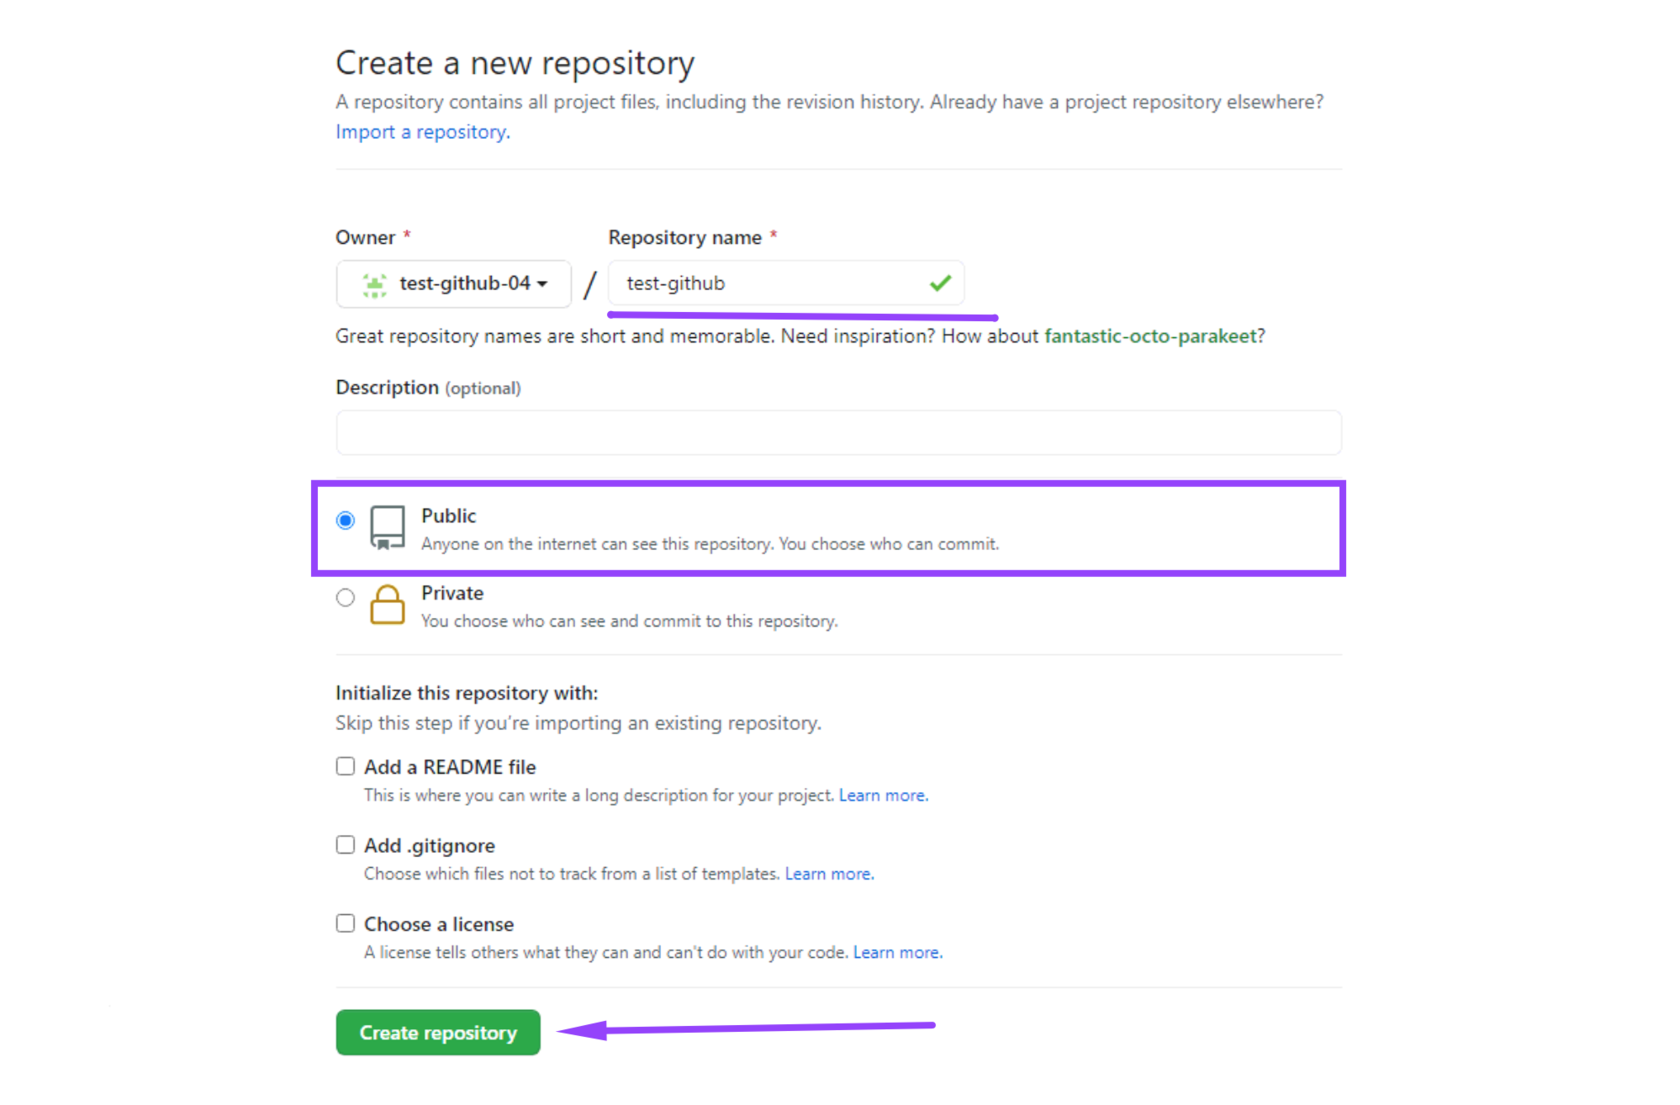 Create a new repository
A repository contains all project files, including the revision history. Already have a project repository elsewhere?
Import a repository.
Owner * Repository name *
test-github-04 / test-github
Great repository names are short and memorable. Need inspiration? How about fantastic-octo-parakeet?
Description (optional)
Public
Anyone on the internet can see this repository. You choose who can commit.
Private
You choose who can see and commit to this repository.
Initialize this repository with:
Skip this step if you’re importing an existing repository.
Add a README file
This is where you can write a long description for your project. Learn more.
Add .gitignore
Choose which files not to track from a list of templates. Learn more.
Choose a license
A license tells others what they can and can't do with your code. Learn more.
Create repository